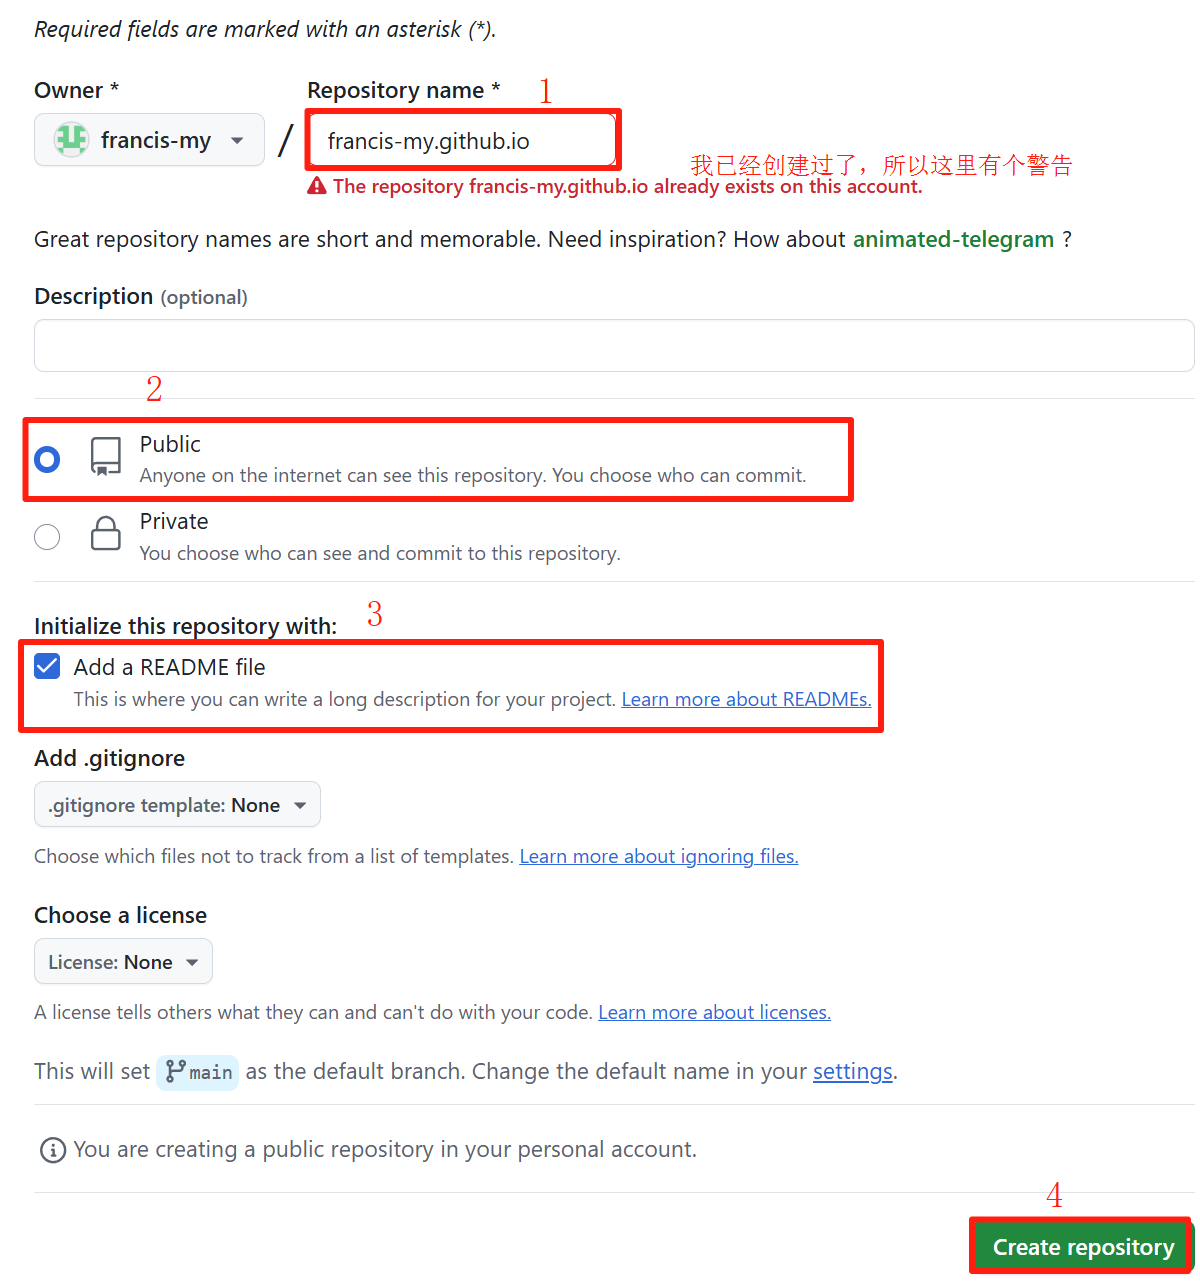 Required fields are marked with an asterisk (*).
Owner *
Repository name *
1
francis-my
/
francis-my.github.io
我已经创建过了，所以这里有个警告
The repository francis-my.github.io already exists on this account.
Great repository names are short and memorable. Need inspiration? How about animated-telegram ?
Description (optional)
2
Public
Anyone on the internet can see this repository. You choose who can commit.
Private
You choose who can see and commit to this repository.
3
Initialize this repository with:
Add a README file
This is where you can write a long description for your project. Learn more about READMEs.
Add .gitignore
.gitignore template: None
Choose which files not to track from a list of templates. Learn more about ignoring files.
Choose a license
License: None
A license tells others what they can and can't do with your code. Learn more about licenses.
This will set main as the default branch. Change the default name in your settings.
You are creating a public repository in your personal account.
4
Create repository